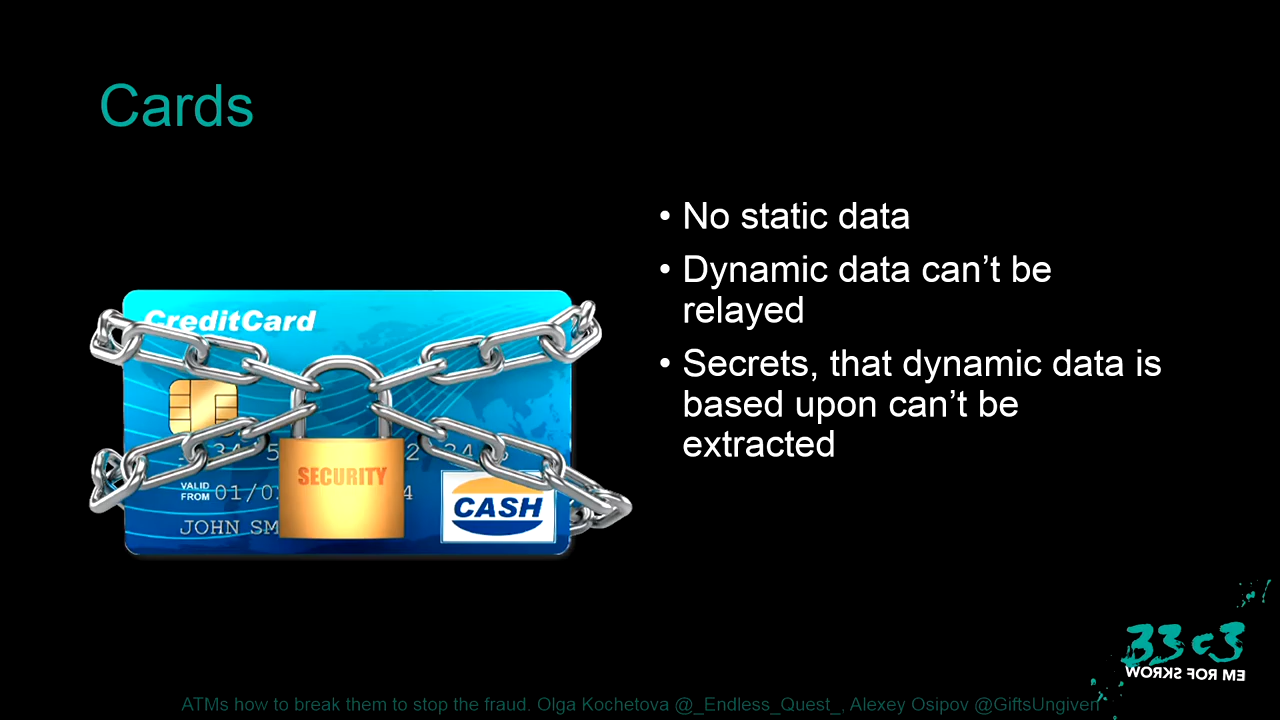 Cards
• No static data
• Dynamic data can’t be
relayed
• Secrets, that dynamic data is
based upon can’t be
extracted
CreditCard
SECURITY
VALID
FROM 01/0
JOHN SM
CASH
33c3
WORKS FOR ME
ATMs how to break them to stop the fraud. Olga Kochetova @_Endless_Quest_, Alexey Osipov @GiftsUngiven